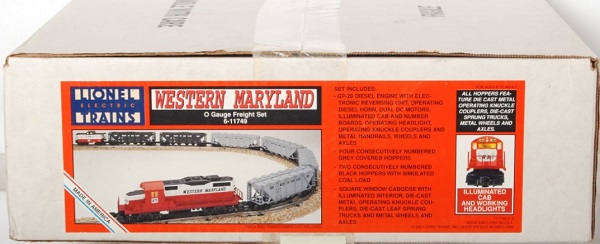 LIONEL
ELECTRIC
TRAINS
WESTERN MARYLAND
O Gauge Freight Set
6-11749
MADE IN AMERICA
WESTERN MARYLAND
SET INCLUDES:
- GP-20 DIESEL ENGINE WITH ELEC-
TRONIC REVERSING UNIT, OPERATING
DIESEL HORN, DUAL DC MOTORS,
ILLUMINATED CAB AND NUMBER
BOARDS, OPERATING HEADLIGHT,
OPERATING KNUCKLE COUPLERS AND
METAL HANDRAILS, WHEELS AND
AXLES.
- FOUR CONSECUTIVELY NUMBERED
GREY COVERED HOPPERS
- TWO CONSECUTIVELY NUMBERED
BLACK HOPPERS WITH SIMULATED
COAL LOAD
- SQUARE WINDOW CABOOSE WITH
ILLUMINATED INTERIOR, DIE-CAST
METAL OPERATING KNUCKLE COU-
PLERS, DIE-CAST LEAF SPRUNG
TRUCKS AND METAL WHEELS AND
AXLES
ALL HOPPERS FEA-
TURE DIE CAST METAL
OPERATING KNUCKLE
COUPLERS, DIE-CAST
SPRUNG TRUCKS,
METAL WHEELS AND
AXLES.
ILLUMINATED
CAB
AND WORKING
HEADLIGHTS